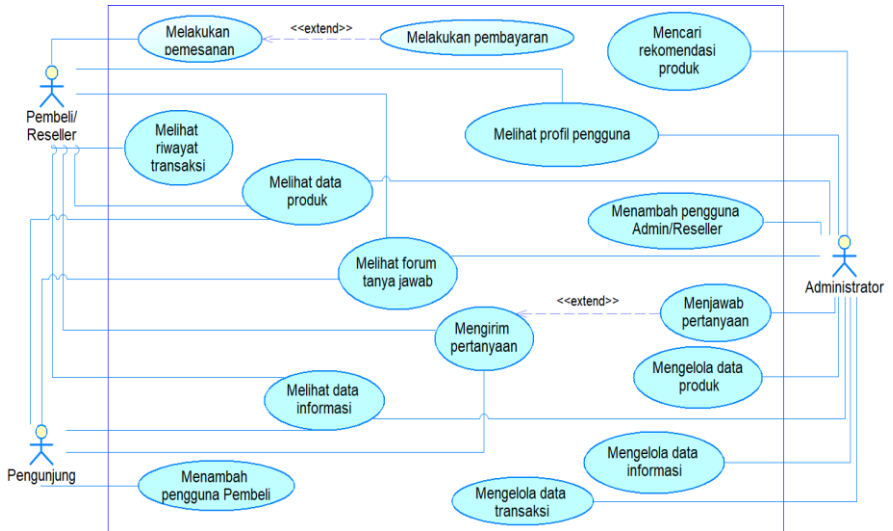 Melakukan
pemesanan
<<extend>>
Melakukan pembayaran
Mencari
rekomendasi
produk
Pembeli/
Reseller
Melihat
riwayat
transaksi
Melihat profil pengguna
Melihat data
produk
Menambah pengguna
Admin/Reseller
Melihat forum
tanya jawab
Administrator
<<extend>>
Menjawab
pertanyaan
Mengirim
pertanyaan
Mengelola data
produk
Melihat data
informasi
Pengunjung
Menambah
pengguna Pembeli
Mengelola data
informasi
Mengelola data
transaksi